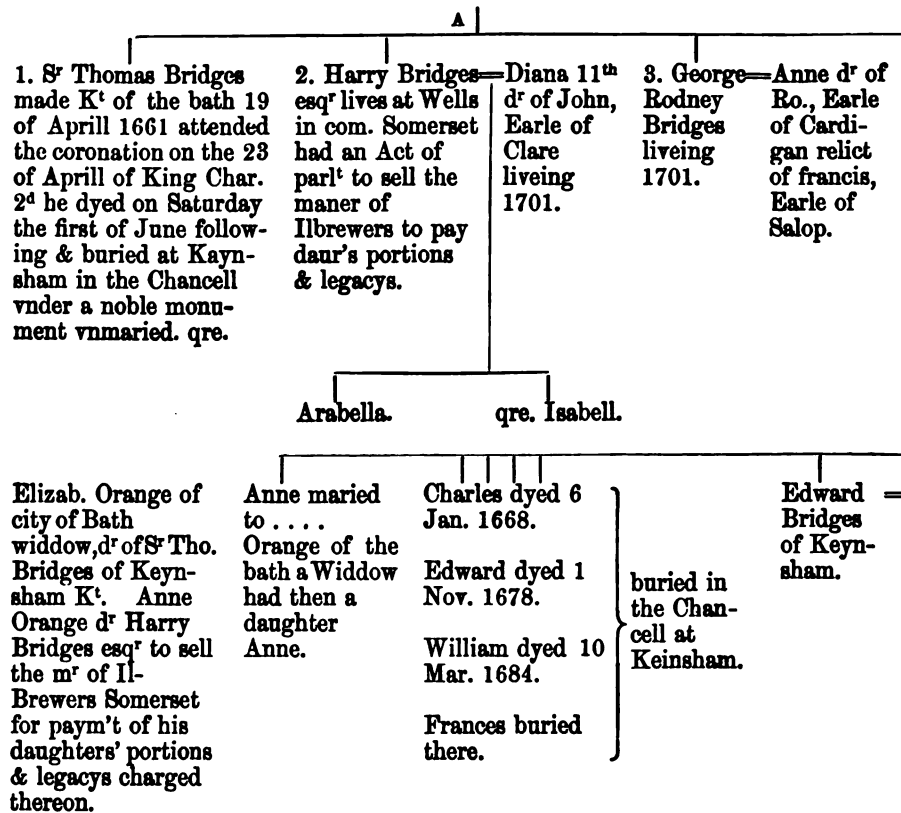 A
1. Sr Thomas Bridges
made Kt of the bath 19
of Aprill 1661 attended
the coronation on the 23
of Aprill of King Char.
2d he dyed on Saturday
the first of June follow-
ing & buried at Kayn-
sham in the Chancell
vnder a noble monu-
ment vnmaried. qre.
2. Harry Bridges=
esqr lives at Wells
in com. Somerset
had an Act of
parlt to sell the
maner of
Ilbrewers to pay
daur's portions
& legacys.
Diana 11th
dr of John,
Earle of
Clare
liveing
1701.
3. George=
Rodney
Bridges
liveing
1701.
Anne dr of
Ro., Earle
of Cardi-
gan relict
of francis,
Earle of
Salop.
Arabella.
qre. Isabell.
Elizab. Orange of
city of Bath
widdow, dr of Sr Tho.
Bridges of Keyn-
sham Kt. Anne
Orange dr Harry
Bridges esqr to sell
the mr of Il-
Brewers Somerset
for paym't of his
daughters' portions
& legacys charged
thereon.
Anne maried
to . . . .
Orange of the
bath a Widdow
had then a
daughter
Anne.
Charles dyed 6
Jan. 1668.
Edward dyed 1
Nov. 1678.
William dyed 10
Mar. 1684.
Frances buried
there.
buried in
the Chan-
cell at
Keinsham.
Edward =
Bridges
of Keyn-
sham.